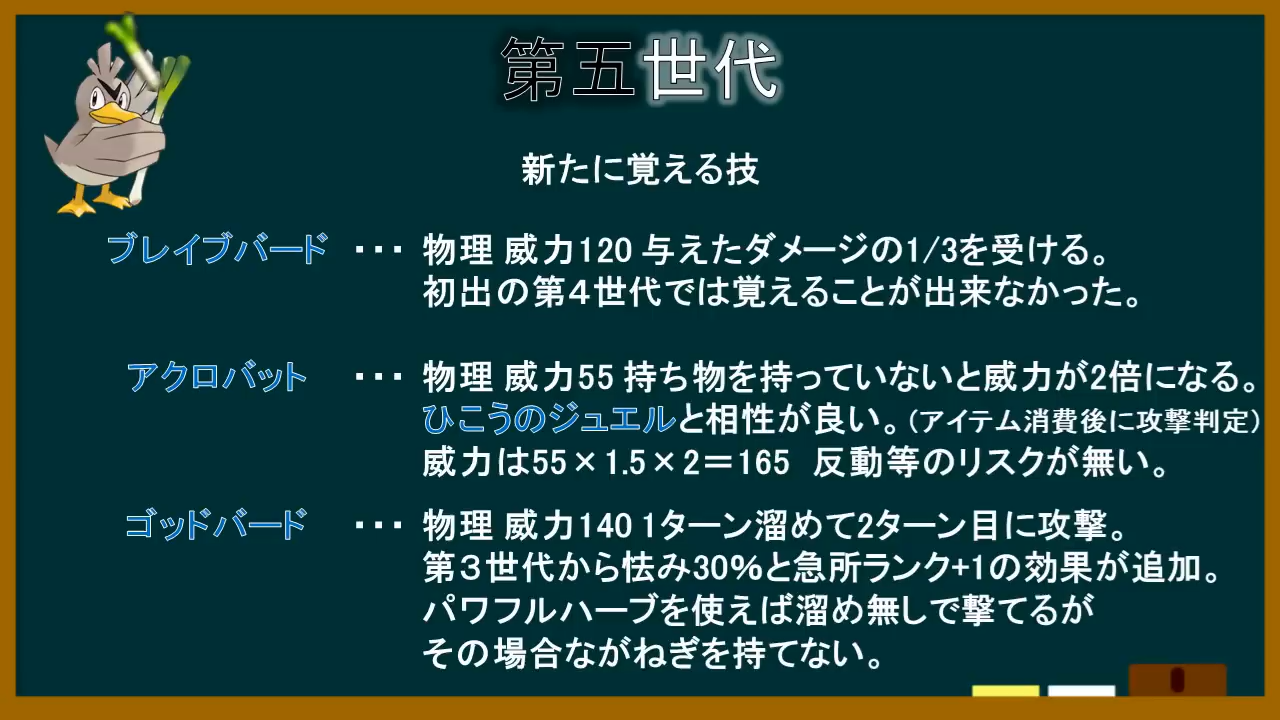 第五世代
新たに覚える技
ブレイブバード ・・・ 物理 威力120 与えたダメージの1/3を受ける。
初出の第４世代では覚えることが出来なかった。
アクロバット ・・・ 物理 威力55 持ち物を持っていないと威力が2倍になる。
ひこうのジュエルと相性が良い。(アイテム消費後に攻撃判定)
威力は55×1.5×2＝165　反動等のリスクが無い。
ゴッドバード ・・・ 物理 威力140 1ターン溜めて2ターン目に攻撃。
第３世代から怯み30％と急所ランク+1の効果が追加。
パワフルハーブを使えば溜め無しで撃てるが
その場合ながねぎを持てない。